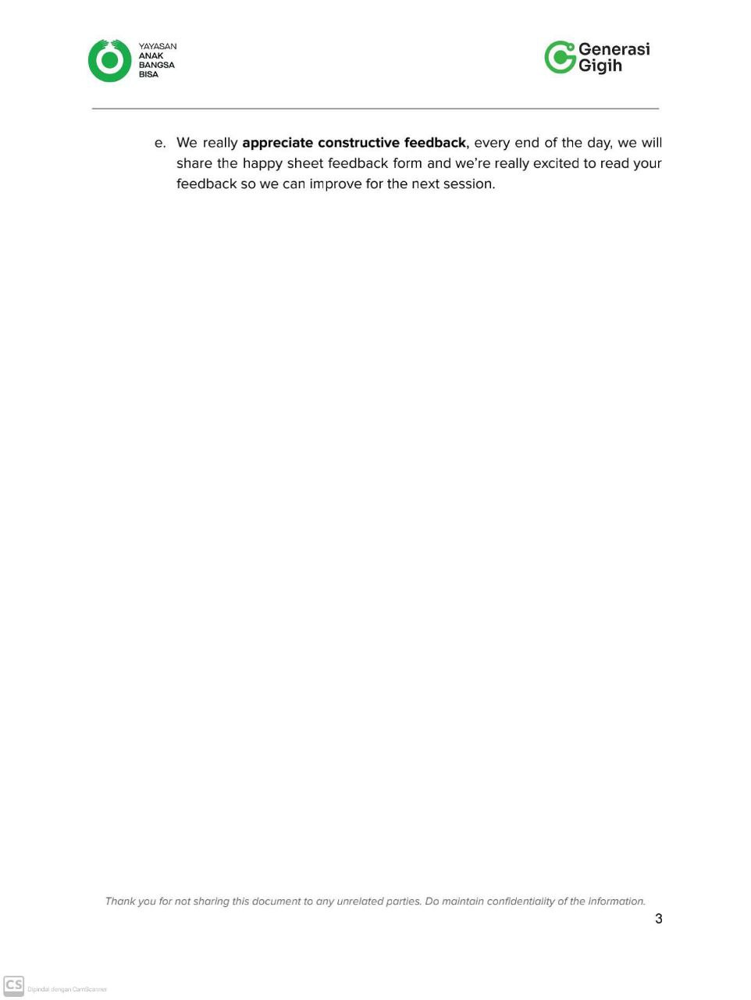 YAYASAN
ANAK
BANGSA
BISA
Generasi
Gigih
e. We really appreciate constructive feedback, every end of the day, we will
share the happy sheet feedback form and we’re really excited to read your
feedback so we can improve for the next session.
Thank you for not sharing this document to any unrelated parties. Do maintain confidentiality of the information.
3
CS Dipindai dengan CamScanner